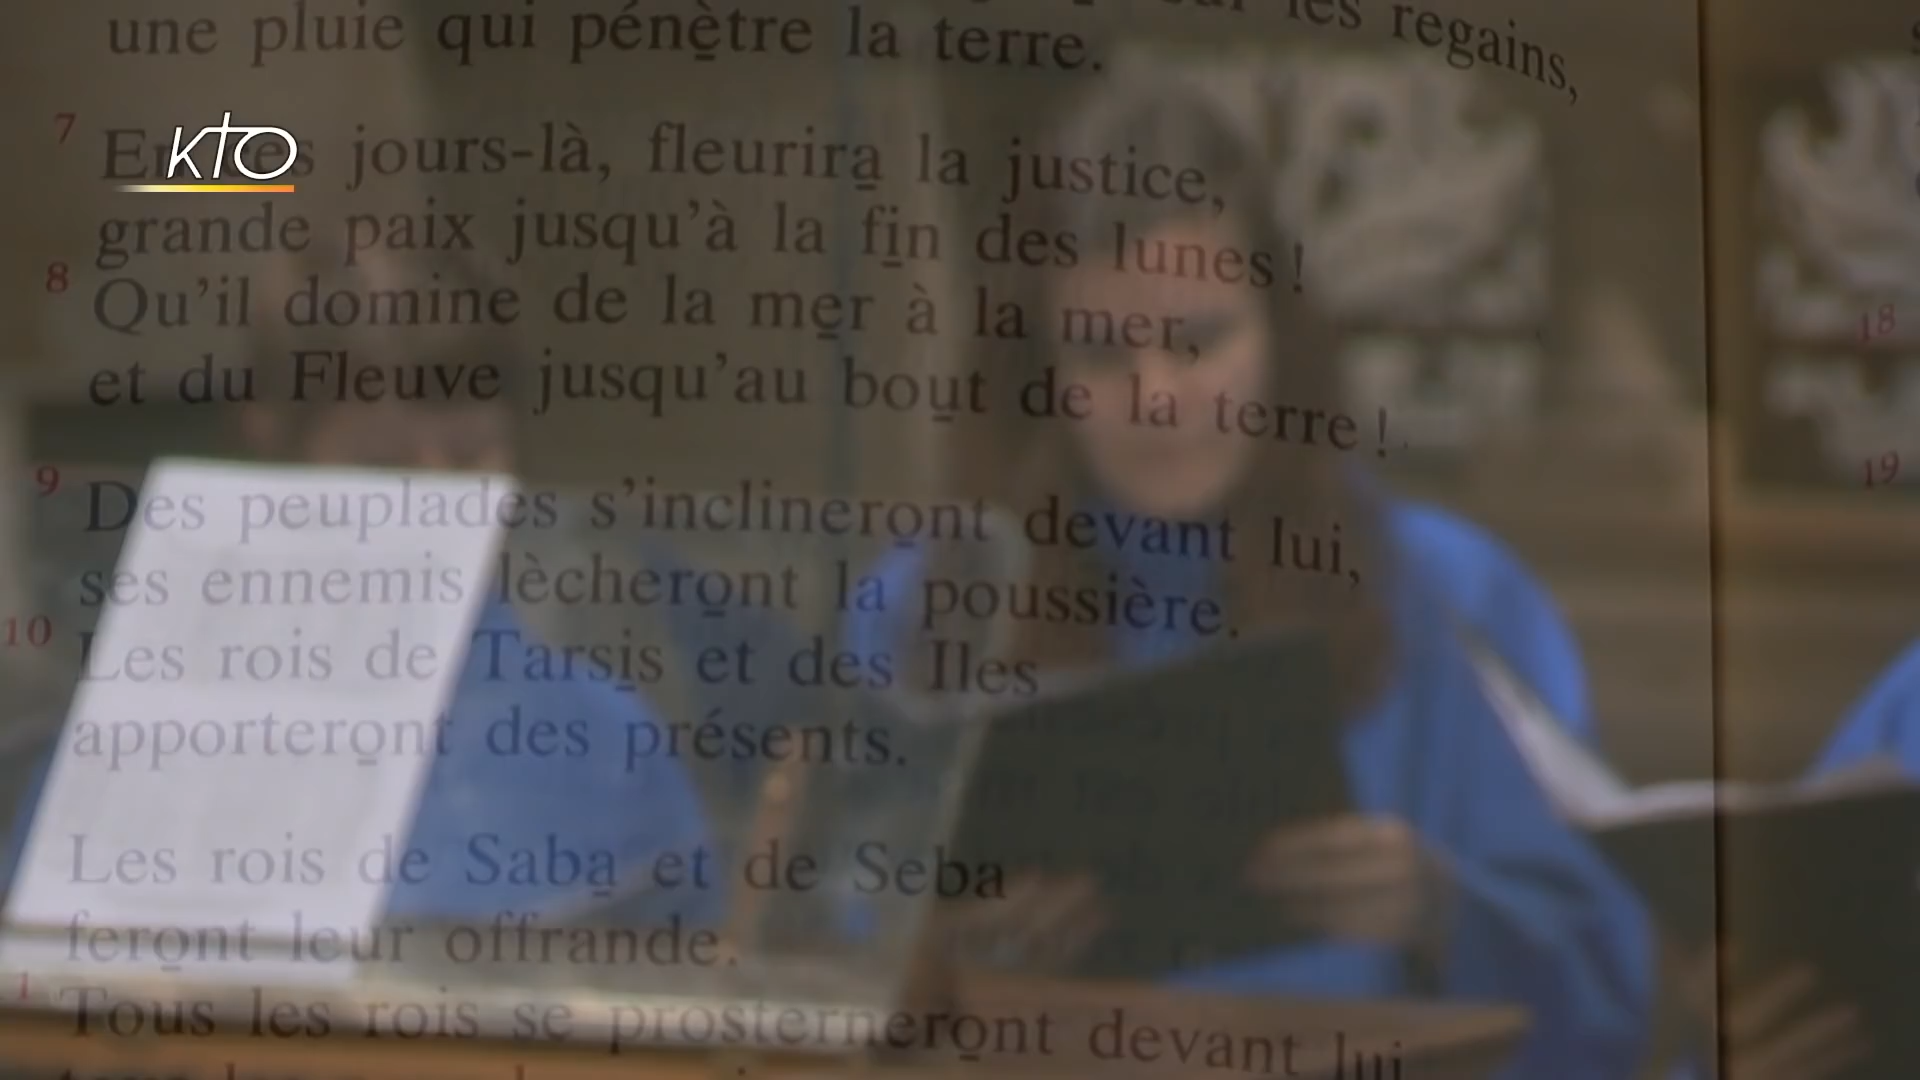 les regains,
une pluie qui pénètre la terre.
KTO
7 En ces jours-là, fleurira la justice,
grande paix jusqu'à la fin des lunes !
8 Qu'il domine de la mer à la mer,
et du Fleuve jusqu'au bout de la terre !
9 Des peuplades s'inclineront devant lui,
ses ennemis lècheront la poussière.
10 Les rois de Tarsis et des Iles
apporteront des présents.
Les rois de Saba et de Seba
feront leur offrande.
Tous les rois se prosterneront devant lui
18
19